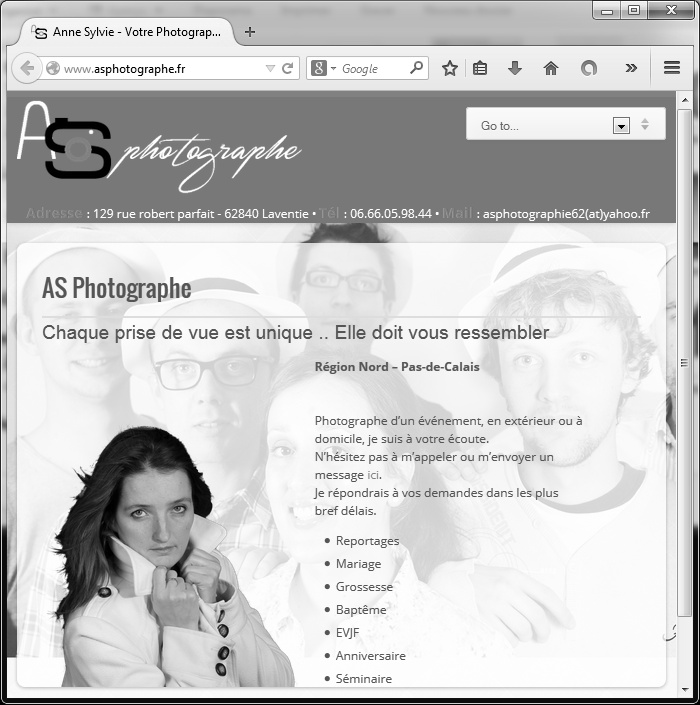 Anne Sylvie - Votre Photograp...
www.asphotographe.fr
Google
AS photographe
Go to...
Adresse : 129 rue robert parfait - 62840 Laventie • Tél : 06.66.05.98.44 • Mail : asphotographie62(at)yahoo.fr
AS Photographe
Chaque prise de vue est unique .. Elle doit vous ressembler
Région Nord – Pas-de-Calais
Photographe d'un événement, en extérieur ou à
domicile, je suis à votre écoute.
N'hésitez pas à m'appeler ou m'envoyer un
message ici.
Je répondrais à vos demandes dans les plus
bref délais.
• Reportages
• Mariage
• Grossesse
• Baptême
• EVJF
• Anniversaire
• Séminaire